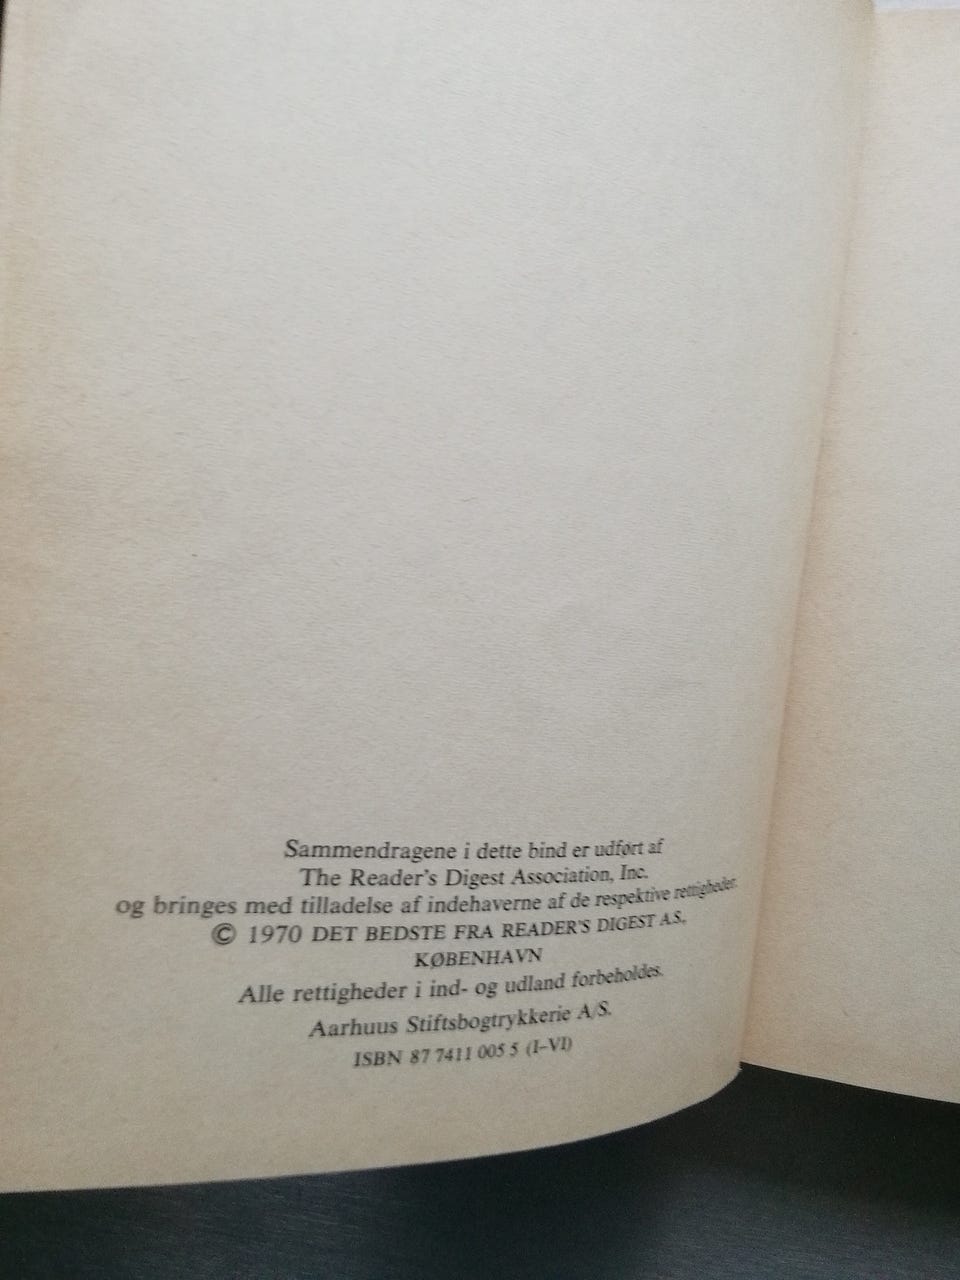 Sammendragene i dette bind er udført af
The Reader's Digest Association, Inc.
og bringes med tilladelse af indehaverne af de respektive rettigheder.
© 1970 DET BEDSTE FRA READER'S DIGEST A.S.
KØBENHAVN
Alle rettigheder i ind- og udland forbeholdes.
Aarhuus Stiftsbogtrykkerie A/S.
ISBN 87 7411 005 5 (I–VI)